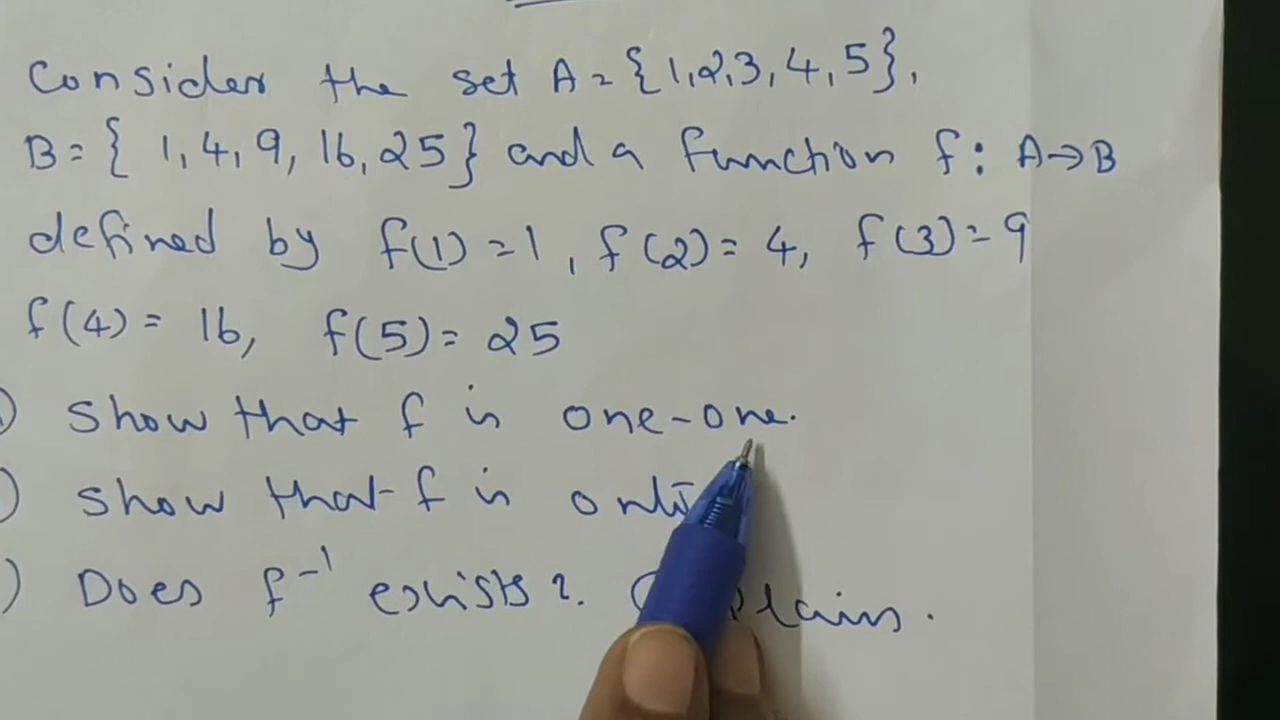 Consider the set A = {1,2,3,4,5},
B = { 1, 4, 9, 16, 25} and a function f: A→B
defined by f(1) = 1, f(2) = 4, f(3) = 9
f(4) = 16, f(5) = 25
) Show that f is one-one.
) Show that f is
) Does f⁻¹ exists?